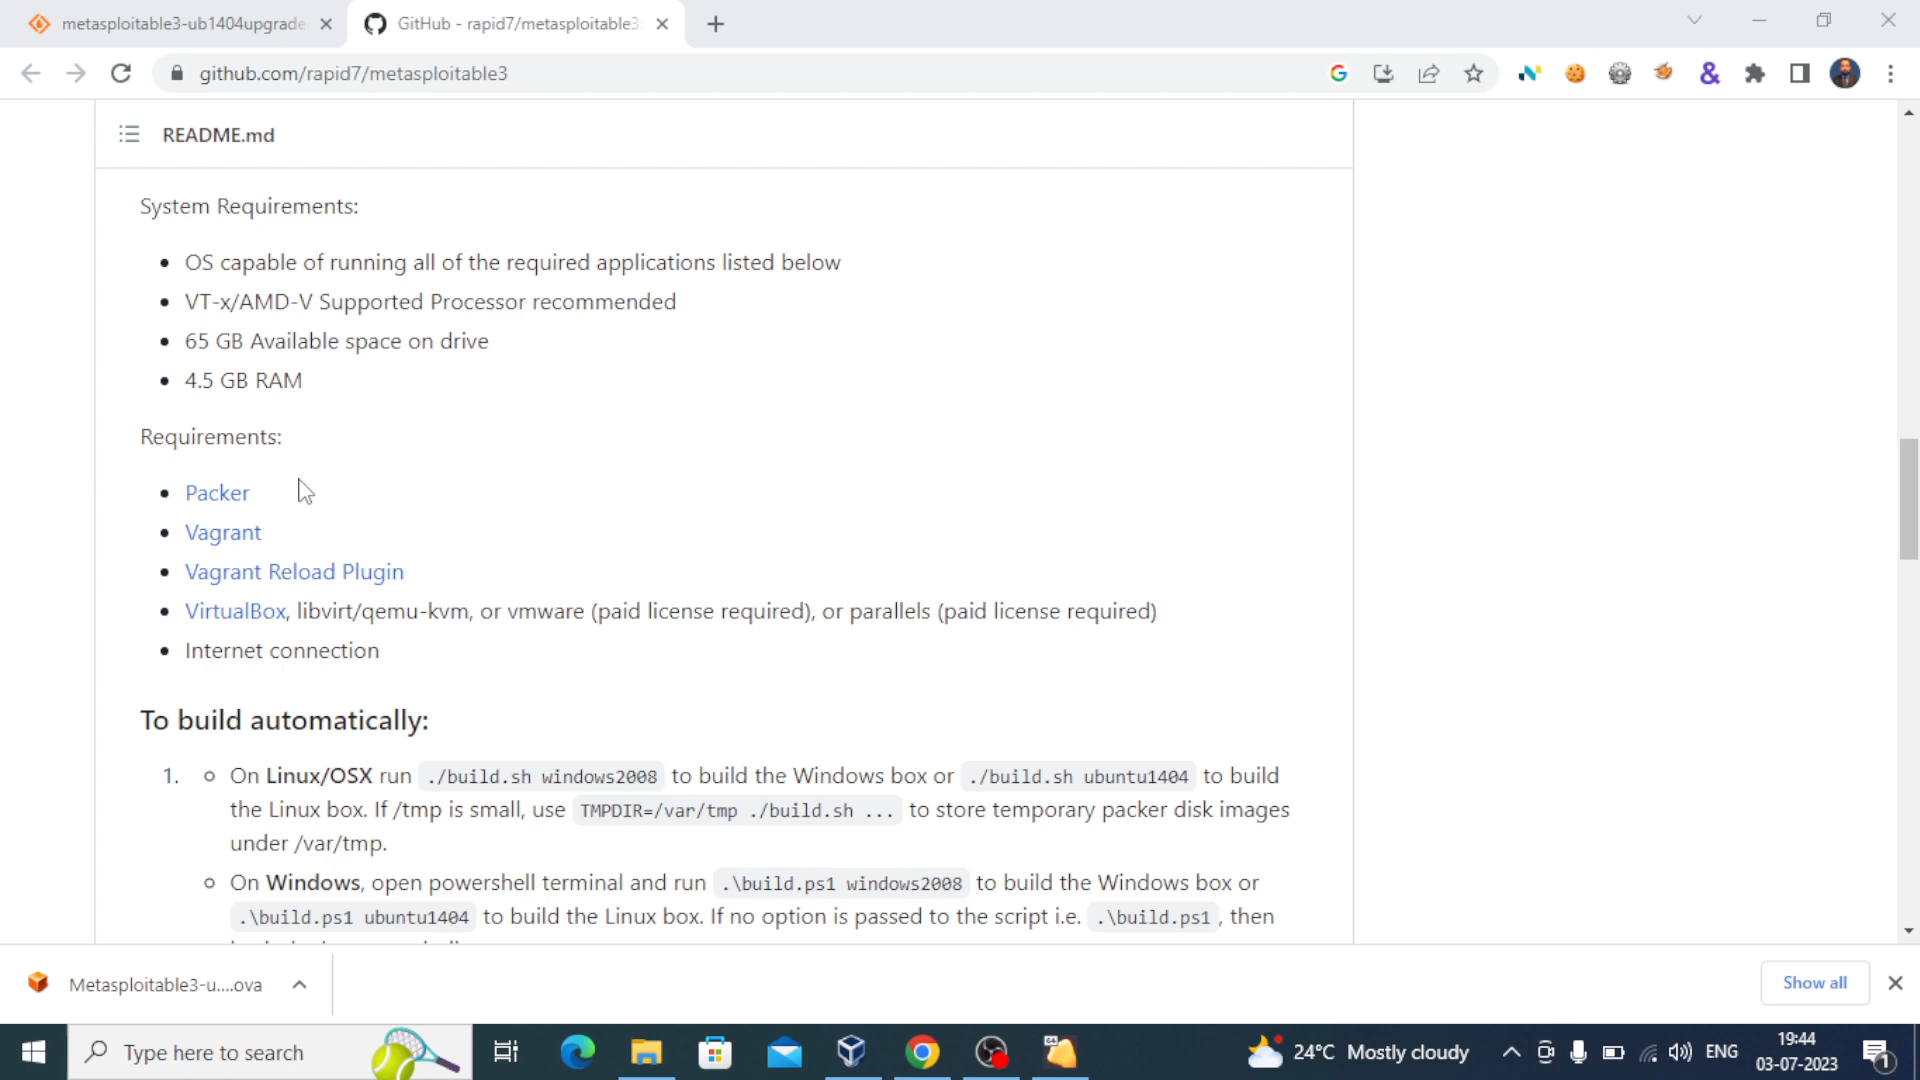 metasploitable3-ub1404upgrade
GitHub - rapid7/metasploitable3
github.com/rapid7/metasploitable3
README.md
System Requirements:
OS capable of running all of the required applications listed below
VT-x/AMD-V Supported Processor recommended
65 GB Available space on drive
4.5 GB RAM
Requirements:
Packer
Vagrant
Vagrant Reload Plugin
VirtualBox, libvirt/qemu-kvm, or vmware (paid license required), or parallels (paid license required)
Internet connection
To build automatically:
1. On Linux/OSX run ./build.sh windows2008 to build the Windows box or ./build.sh ubuntu1404 to build
the Linux box. If /tmp is small, use TMPDIR=/var/tmp ./build.sh ... to store temporary packer disk images
under /var/tmp.
On Windows, open powershell terminal and run .\build.ps1 windows2008 to build the Windows box or
.\build.ps1 ubuntu1404 to build the Linux box. If no option is passed to the script i.e. .\build.ps1, then
Metasploitable3-u....ova
Show all
Type here to search
64
24°C Mostly cloudy
ENG
19:44
03-07-2023
1